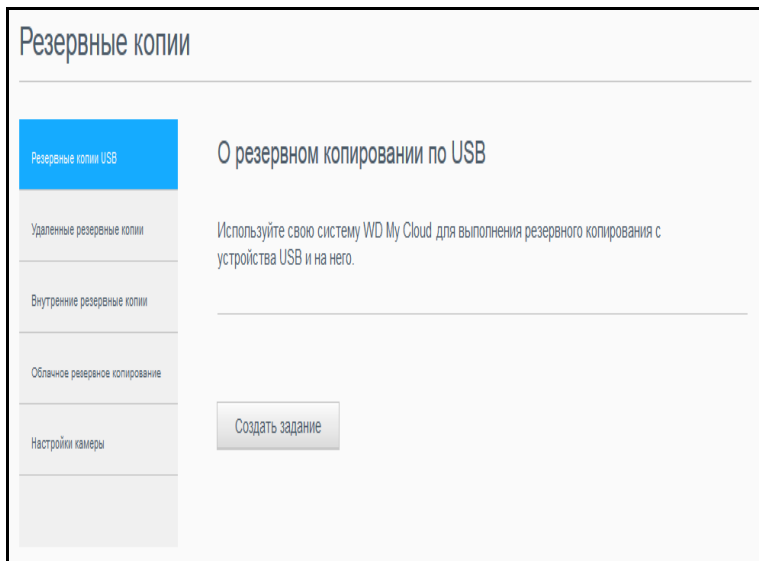 Резервные копии
Резервные копии USB
Удаленные резервные копии
Внутренние резервные копии
Облачное резервное копирование
Настройки камеры
О резервном копировании по USB
Используйте свою систему WD My Cloud для выполнения резервного копирования с
устройства USB и на него.
Создать задание